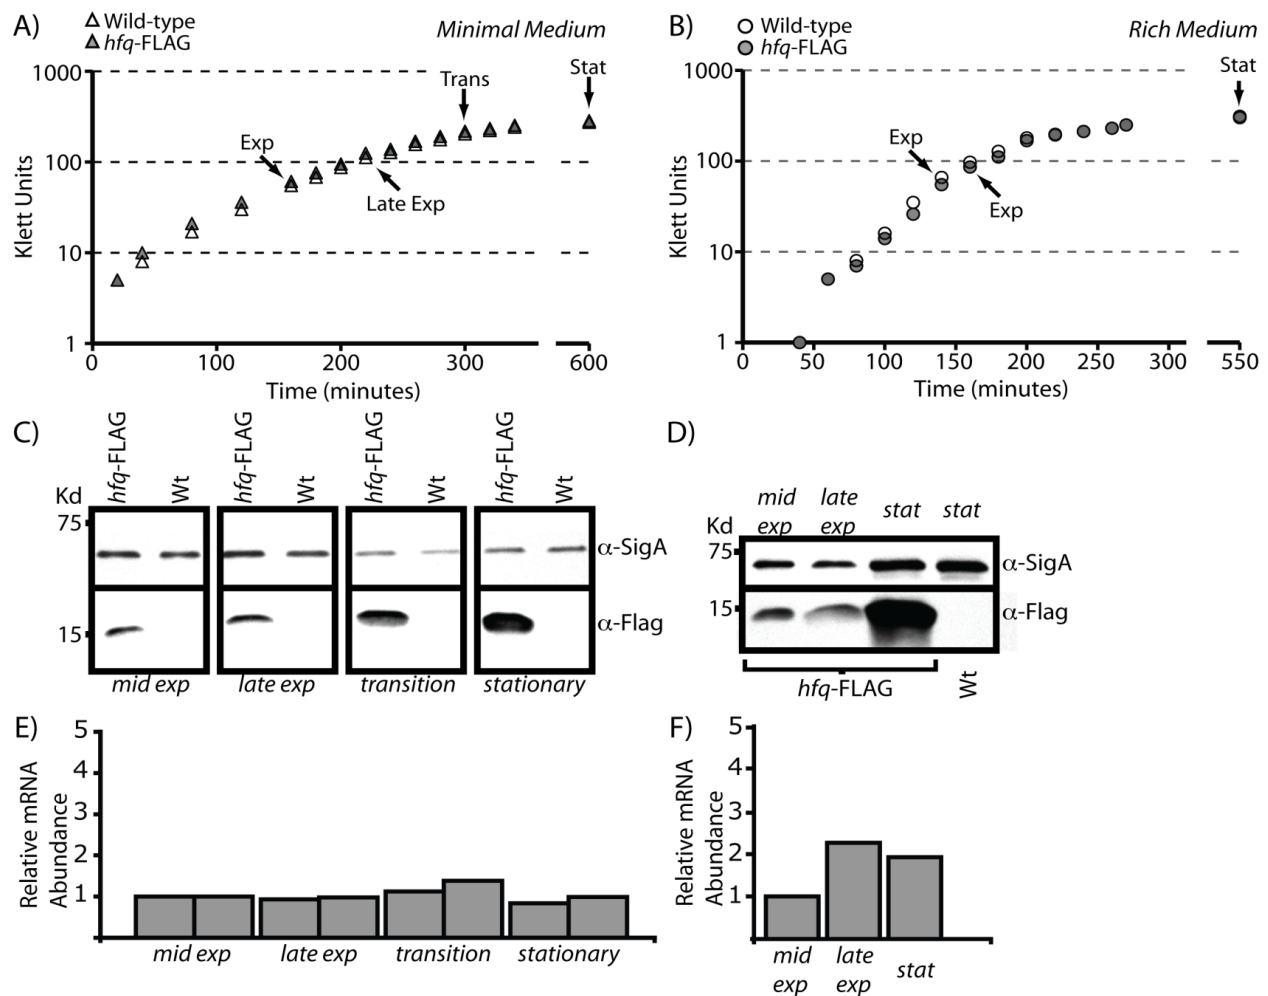 A)
Wild-type
hfq-FLAG
Minimal Medium
Klett Units
1000
100
10
1
Exp
Late Exp
Trans
Stat
0 100 200 300 600
Time (minutes)
B)
Wild-type
hfq-FLAG
Rich Medium
Klett Units
1000
100
10
1
Exp
Exp
Stat
0 50 100 150 200 250 300 550
Time (minutes)
C)
hfq-FLAG Wt hfq-FLAG Wt hfq-FLAG Wt hfq-FLAG Wt
Kd
75
α-SigA
15
α-Flag
mid exp late exp transition stationary
D)
mid late stat stat
exp exp
Kd
75
α-SigA
15
α-Flag
hfq-FLAG
Wt
E)
Relative mRNA
Abundance
5
4
3
2
1
mid exp late exp transition stationary
F)
Relative mRNA
Abundance
5
4
3
2
1
mid late stat
exp exp